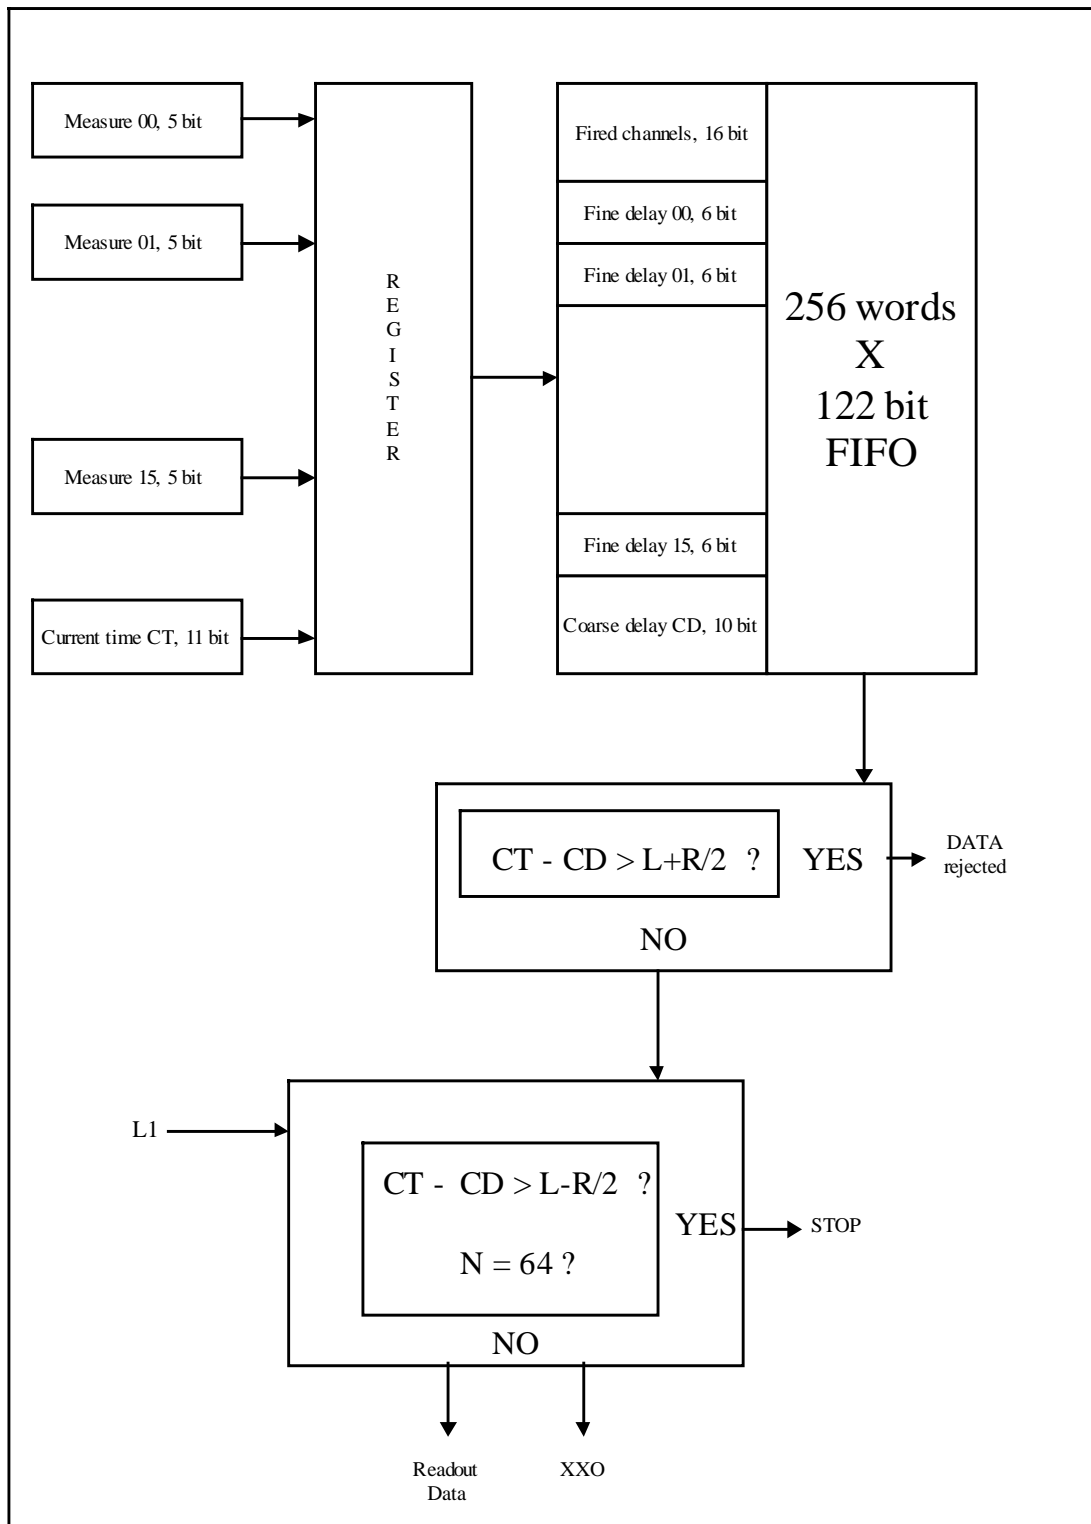 Measure 00, 5 bit
Measure 01, 5 bit
Measure 15, 5 bit
Current time CT, 11 bit
R
E
G
I
S
T
E
R
Fired channels, 16 bit
Fine delay 00, 6 bit
Fine delay 01, 6 bit
Fine delay 15, 6 bit
Coarse delay CD, 10 bit
256 words
X
122 bit
FIFO
CT - CD > L+R/2 ?
YES
NO
DATA
rejected
L1
CT - CD > L-R/2 ?
N = 64 ?
YES
NO
STOP
Readout
Data
XXO